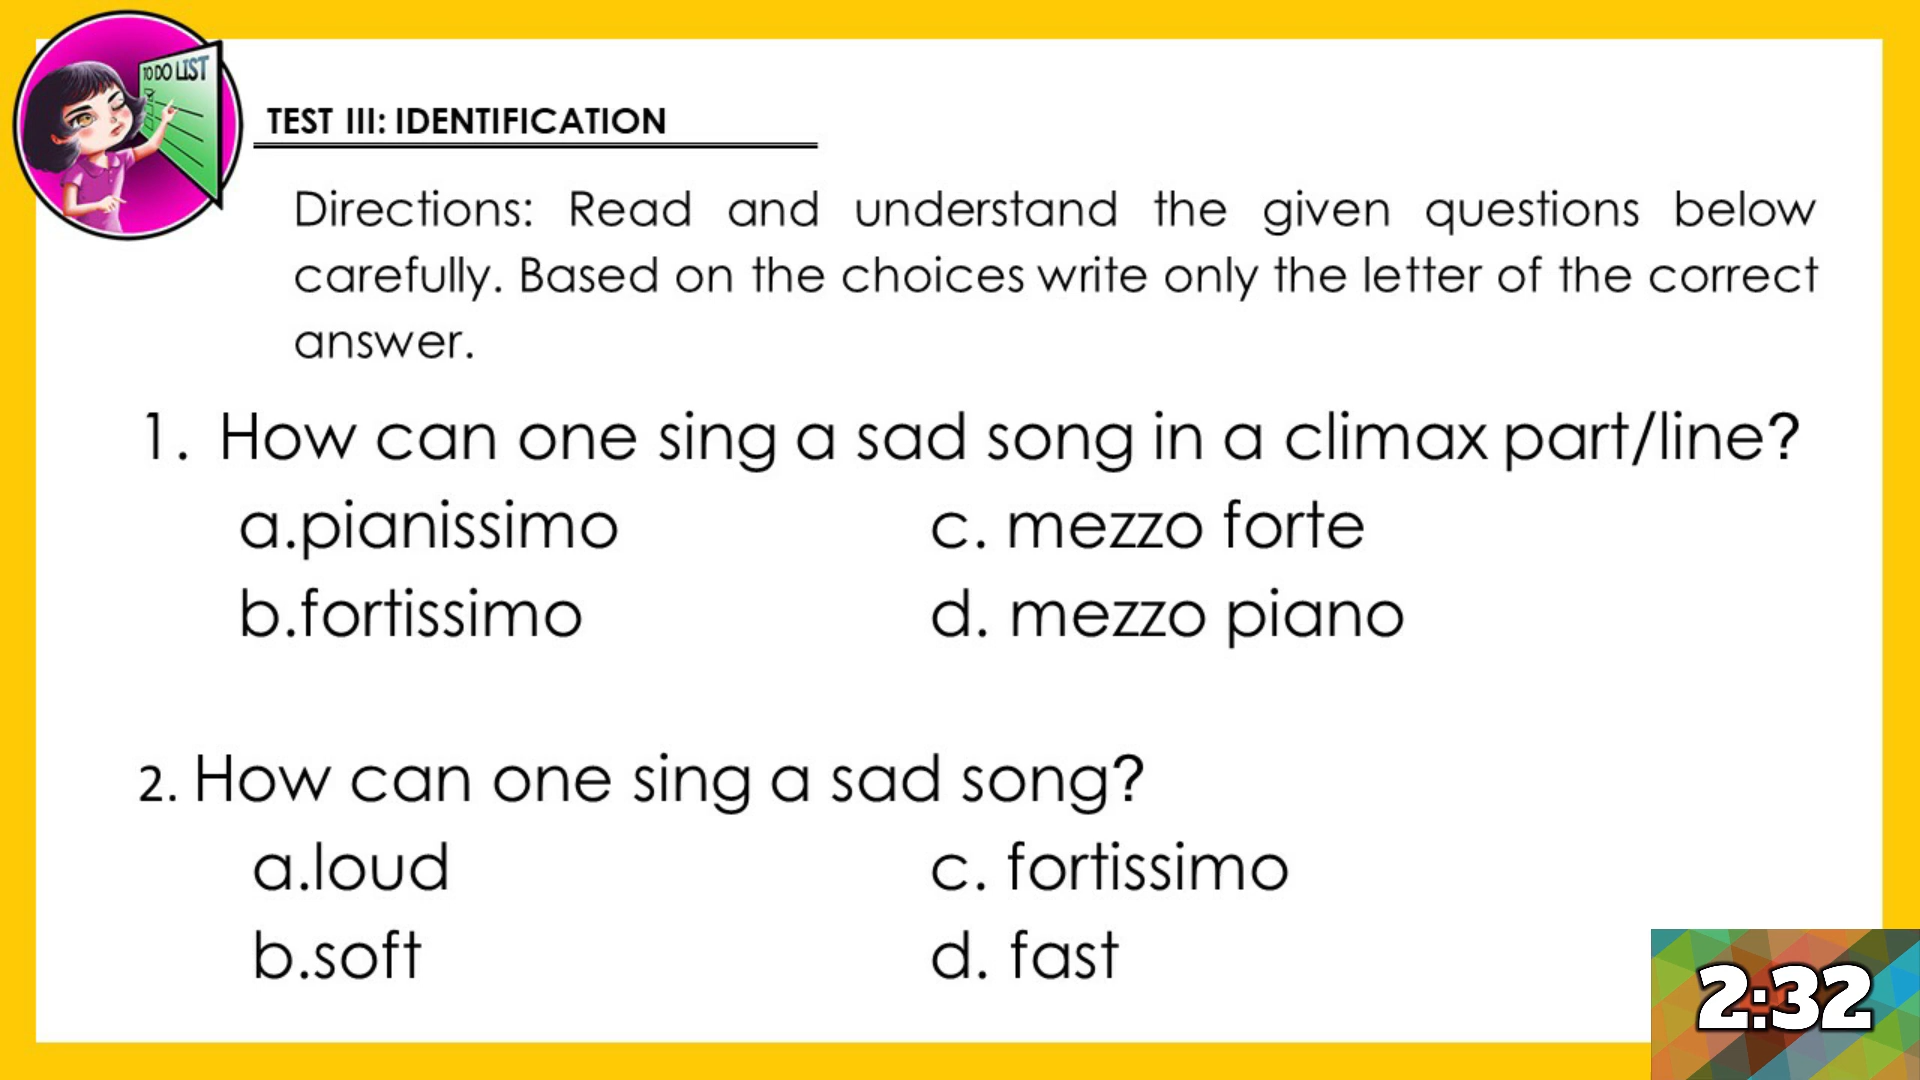 TO DO LIST
TEST III: IDENTIFICATION
Directions: Read and understand the given questions below
carefully. Based on the choices write only the letter of the correct
answer.
1. How can one sing a sad song in a climax part/line?
a.pianissimo c. mezzo forte
b.fortissimo d. mezzo piano
2. How can one sing a sad song?
a.loud c. fortissimo
b.soft d. fast
2:32